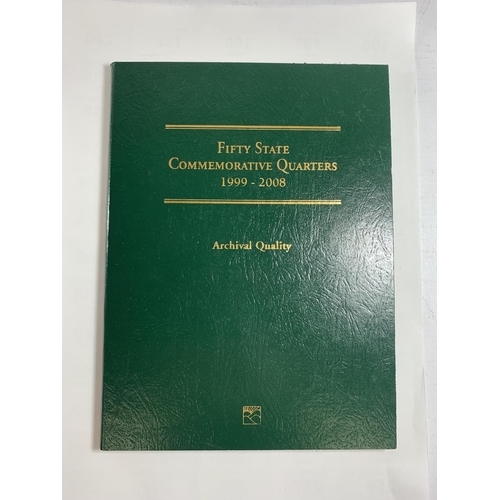 FIFTY STATE
COMMEMORATIVE QUARTERS
1999 - 2008
Archival Quality